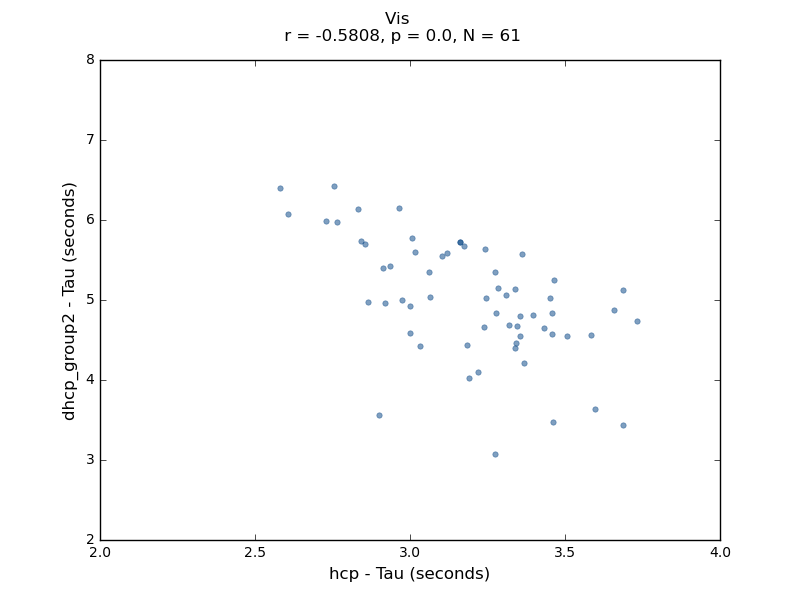 Vis
r = -0.5808, p = 0.0, N = 61
8
7
6
5
4
3
2
dhcp_group2 - Tau (seconds)
2.0 2.5 3.0 3.5 4.0
hcp - Tau (seconds)